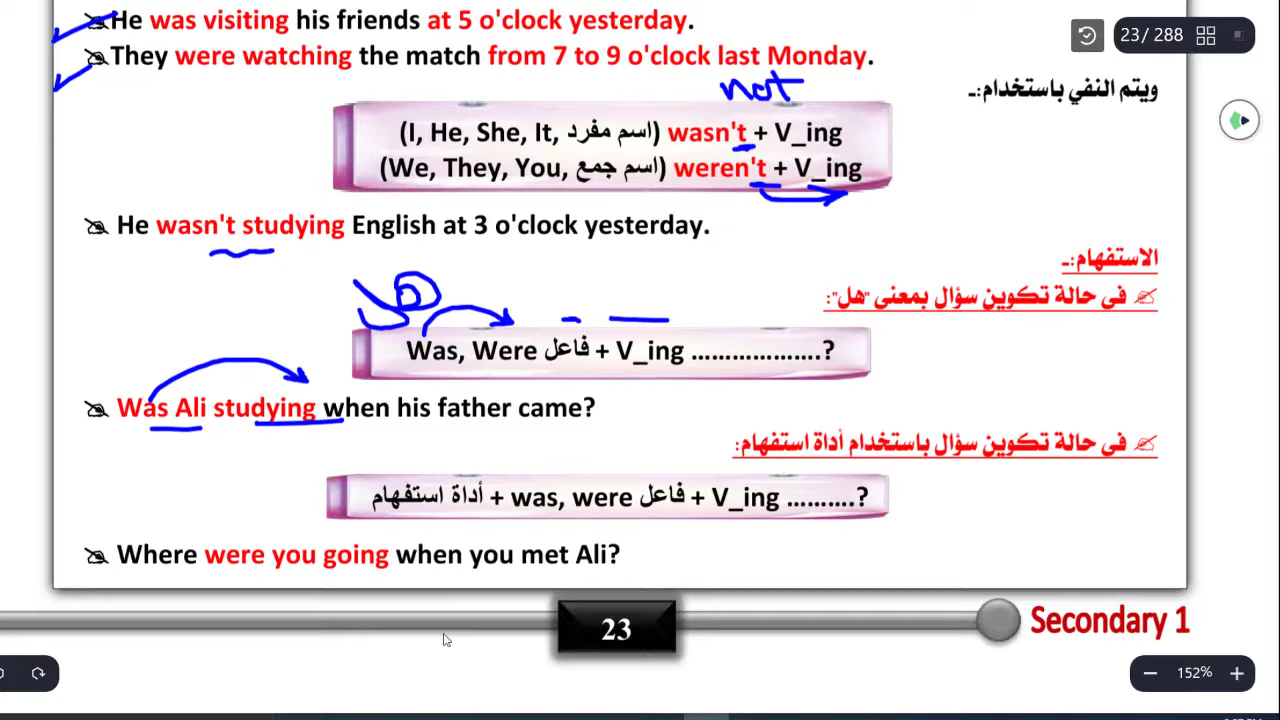 He was visiting his friends at 5 o'clock yesterday.
They were watching the match from 7 to 9 o'clock last Monday.
23 / 288
ويتم النفي باستخدام:ـ
not
(I, He, She, It, اسم مفرد) wasn't + V_ing
(We, They, You, اسم جمع) weren't + V_ing
He wasn't studying English at 3 o'clock yesterday.
الاستفهام:ـ
فى حالة تكوين سؤال بمعنى "هل":
هل
Was, Were فاعل + V_ing ……………….?
Was Ali studying when his father came?
فى حالة تكوين سؤال باستخدام أداة استفهام:
أداة استفهام + was, were فاعل + V_ing ……….?
Where were you going when you met Ali?
23
Secondary 1
152%